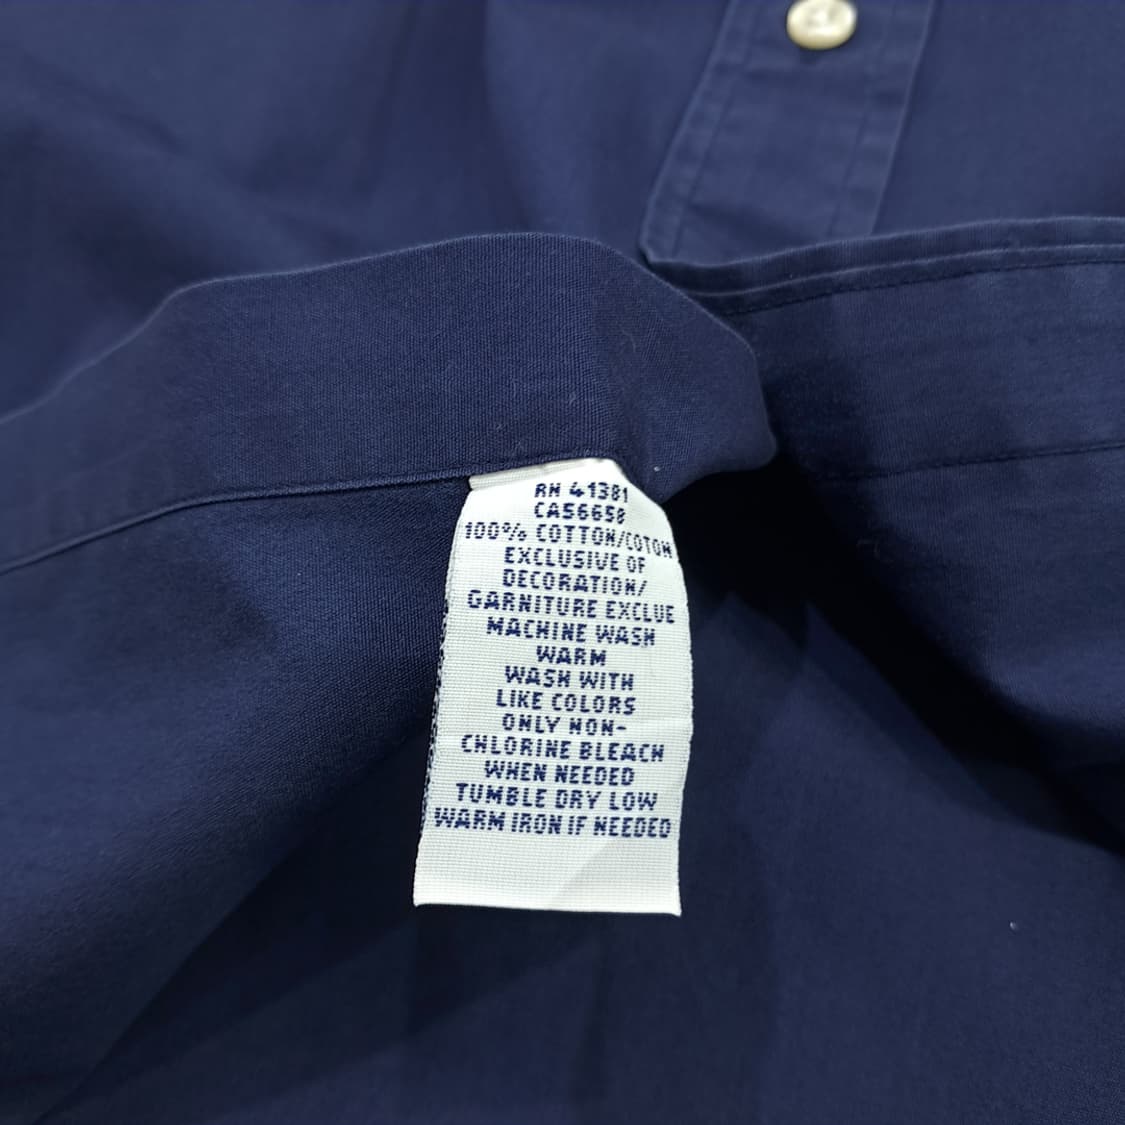 RN 41381
CA56658
100% COTTON/COTON
EXCLUSIVE OF
DECORATION/
GARNITURE EXCLUE
MACHINE WASH
WARM
WASH WITH
LIKE COLORS
ONLY NON-
CHLORINE BLEACH
WHEN NEEDED
TUMBLE DRY LOW
WARM IRON IF NEEDED